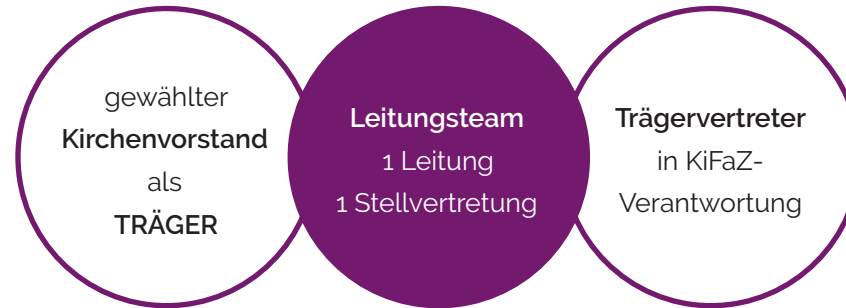 gewählter
Kirchenvorstand
als
TRÄGER
Leitungsteam
1 Leitung
1 Stellvertretung
Trägervertreter
in KiFaZ-
Verantwortung